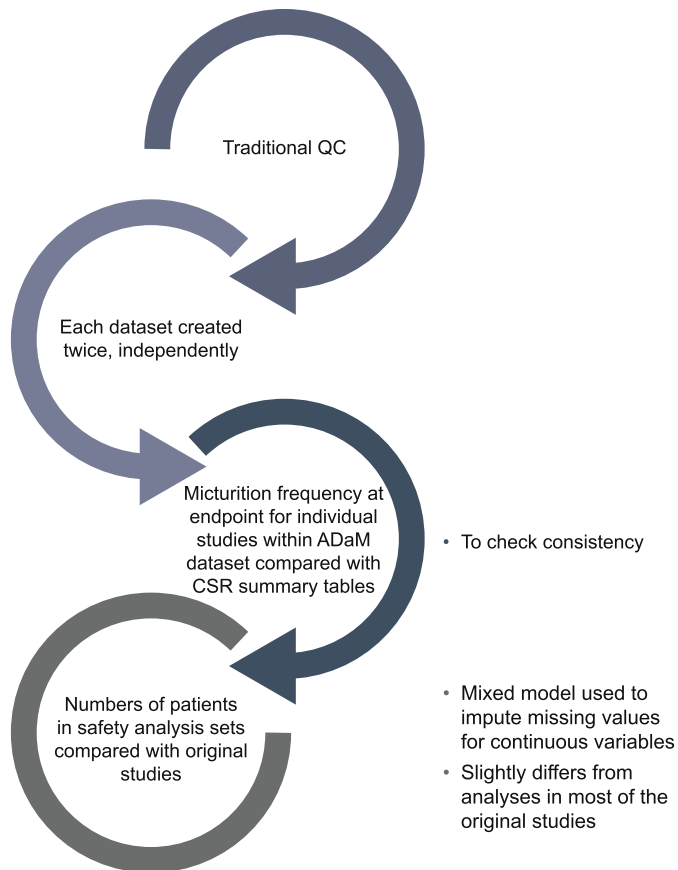 Traditional QC
Each dataset created
twice, independently
Micturition frequency at
endpoint for individual
studies within ADaM
dataset compared with
CSR summary tables
• To check consistency
Numbers of patients
in safety analysis sets
compared with original
studies
• Mixed model used to
impute missing values
for continuous variables
• Slightly differs from
analyses in most of the
original studies